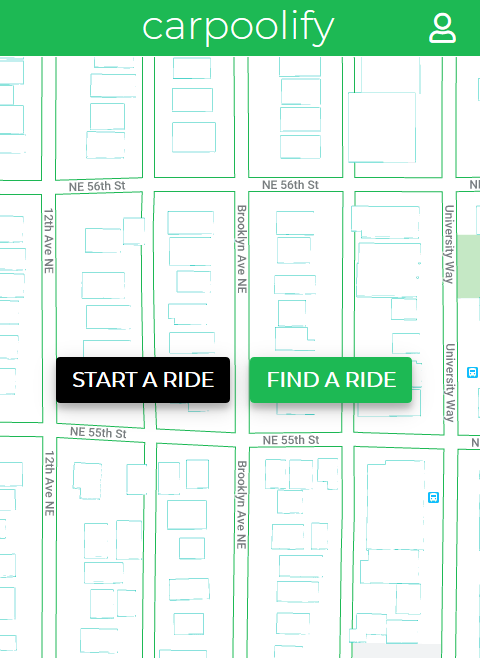 carpoolify
NE 56th St
NE 56th St
12th Ave NE
Brooklyn Ave NE
University Way
University Way
START A RIDE
FIND A RIDE
NE 55th St
NE 55th St
12th Ave NE
Brooklyn Ave NE